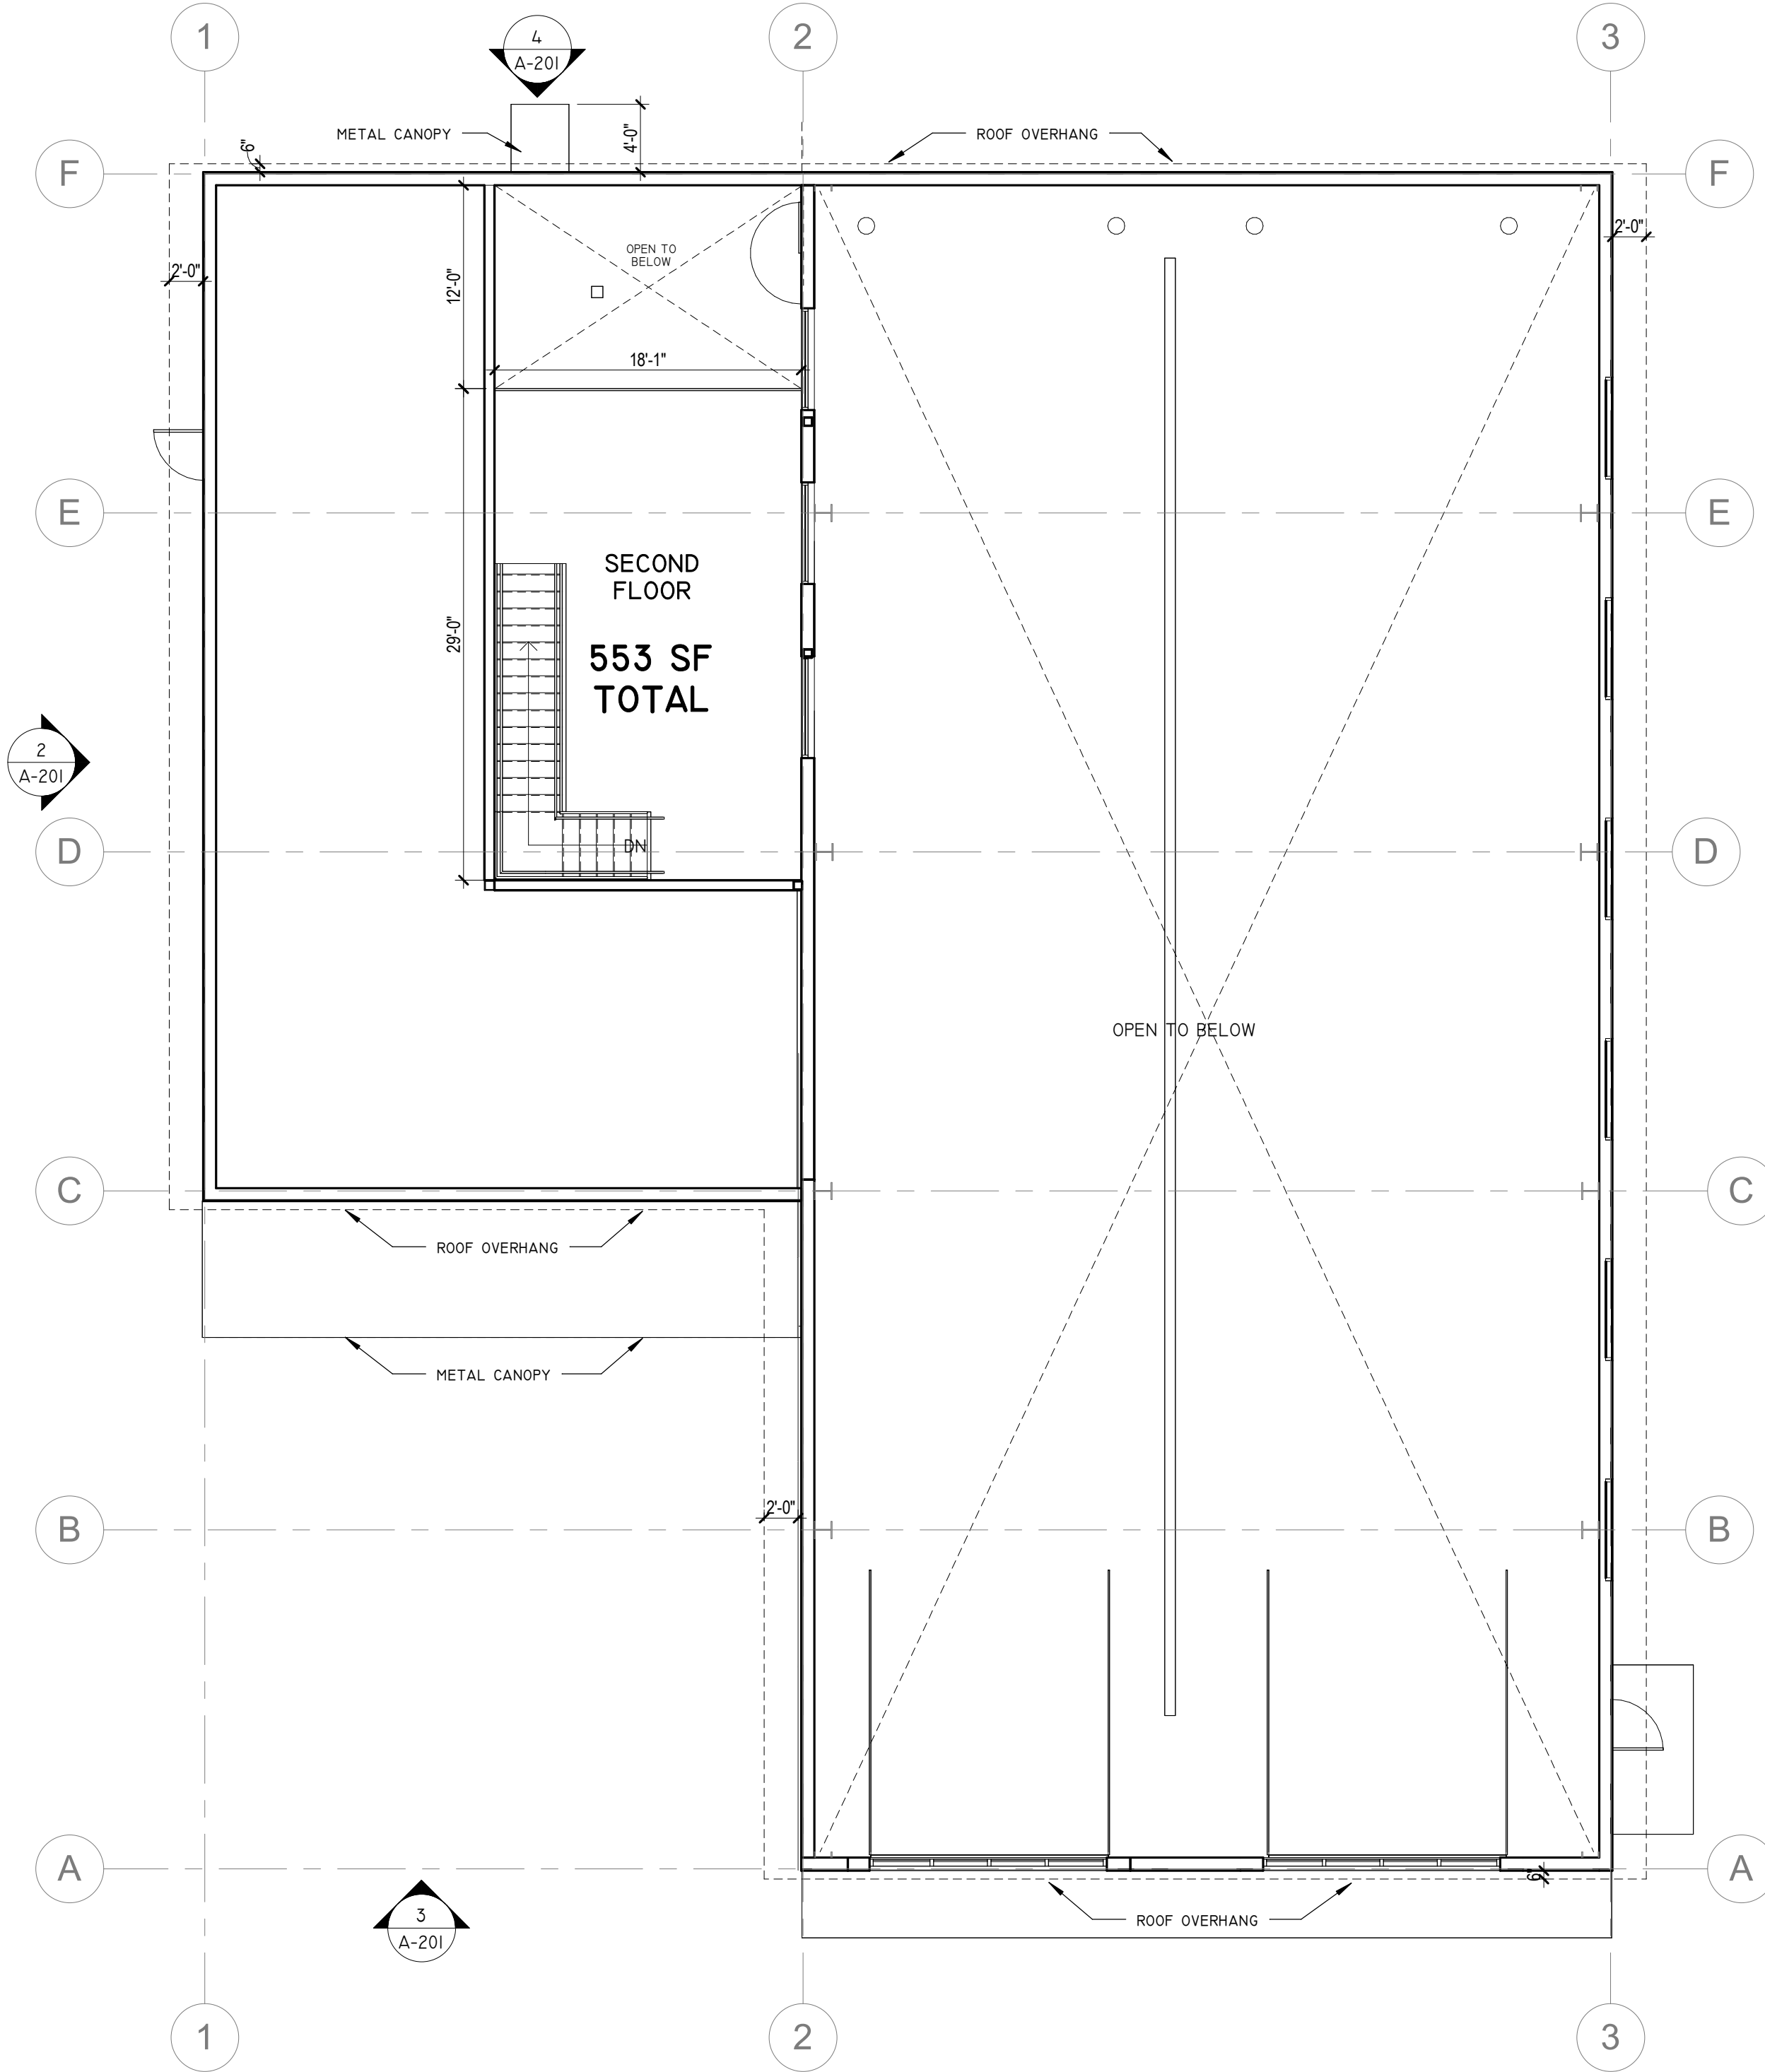 1
2
3
4
A-201
METAL CANOPY
4'-0"
ROOF OVERHANG
6"
F
F
2'-0"
2'-0"
OPEN TO
BELOW
12'-0"
18'-1"
E
E
SECOND
FLOOR
29'-0"
553 SF
TOTAL
2
A-201
DN
D
D
OPEN TO BELOW
C
C
ROOF OVERHANG
METAL CANOPY
2'-0"
B
B
A
A
6"
3
A-201
ROOF OVERHANG
1
2
3